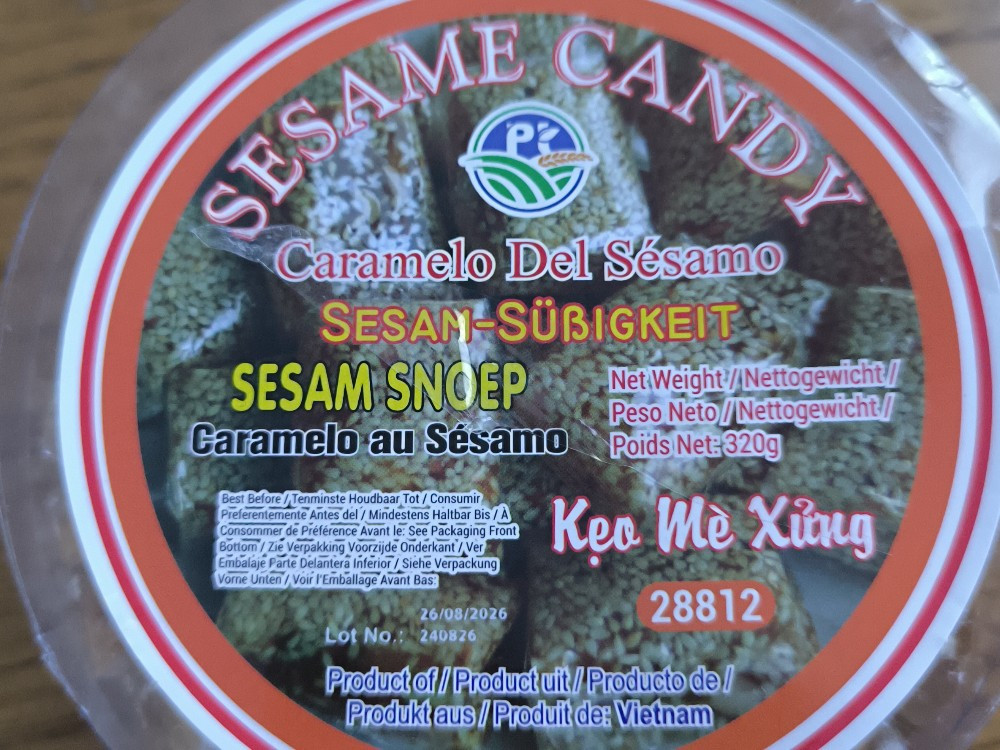 SESAME CANDY
PK
Caramelo Del Sésamo
SESAM-SÜßIGKEIT
SESAM SNOEP
Caramelo au Sésamo
Net Weight / Nettogewicht /
Peso Neto / Nettogewicht /
Poids Net: 320g
Best Before / Tenminste Houdbaar Tot / Consumir
Preferentemente Antes del / Mindestens Haltbar Bis / À
Consommer de Préférence Avant le: See Packaging Front
Bottom / Zie Verpakking Voorzijde Onderkant / Ver
Embalaje Parte Delantera Inferior / Siehe Verpackung
Vorne Unten / Voir l'Emballage Avant Bas:
26/08/2026
Lot No.: 240826
Kẹo Mè Xửng
28812
Product of / Product uit / Producto de /
Produkt aus / Produit de: Vietnam